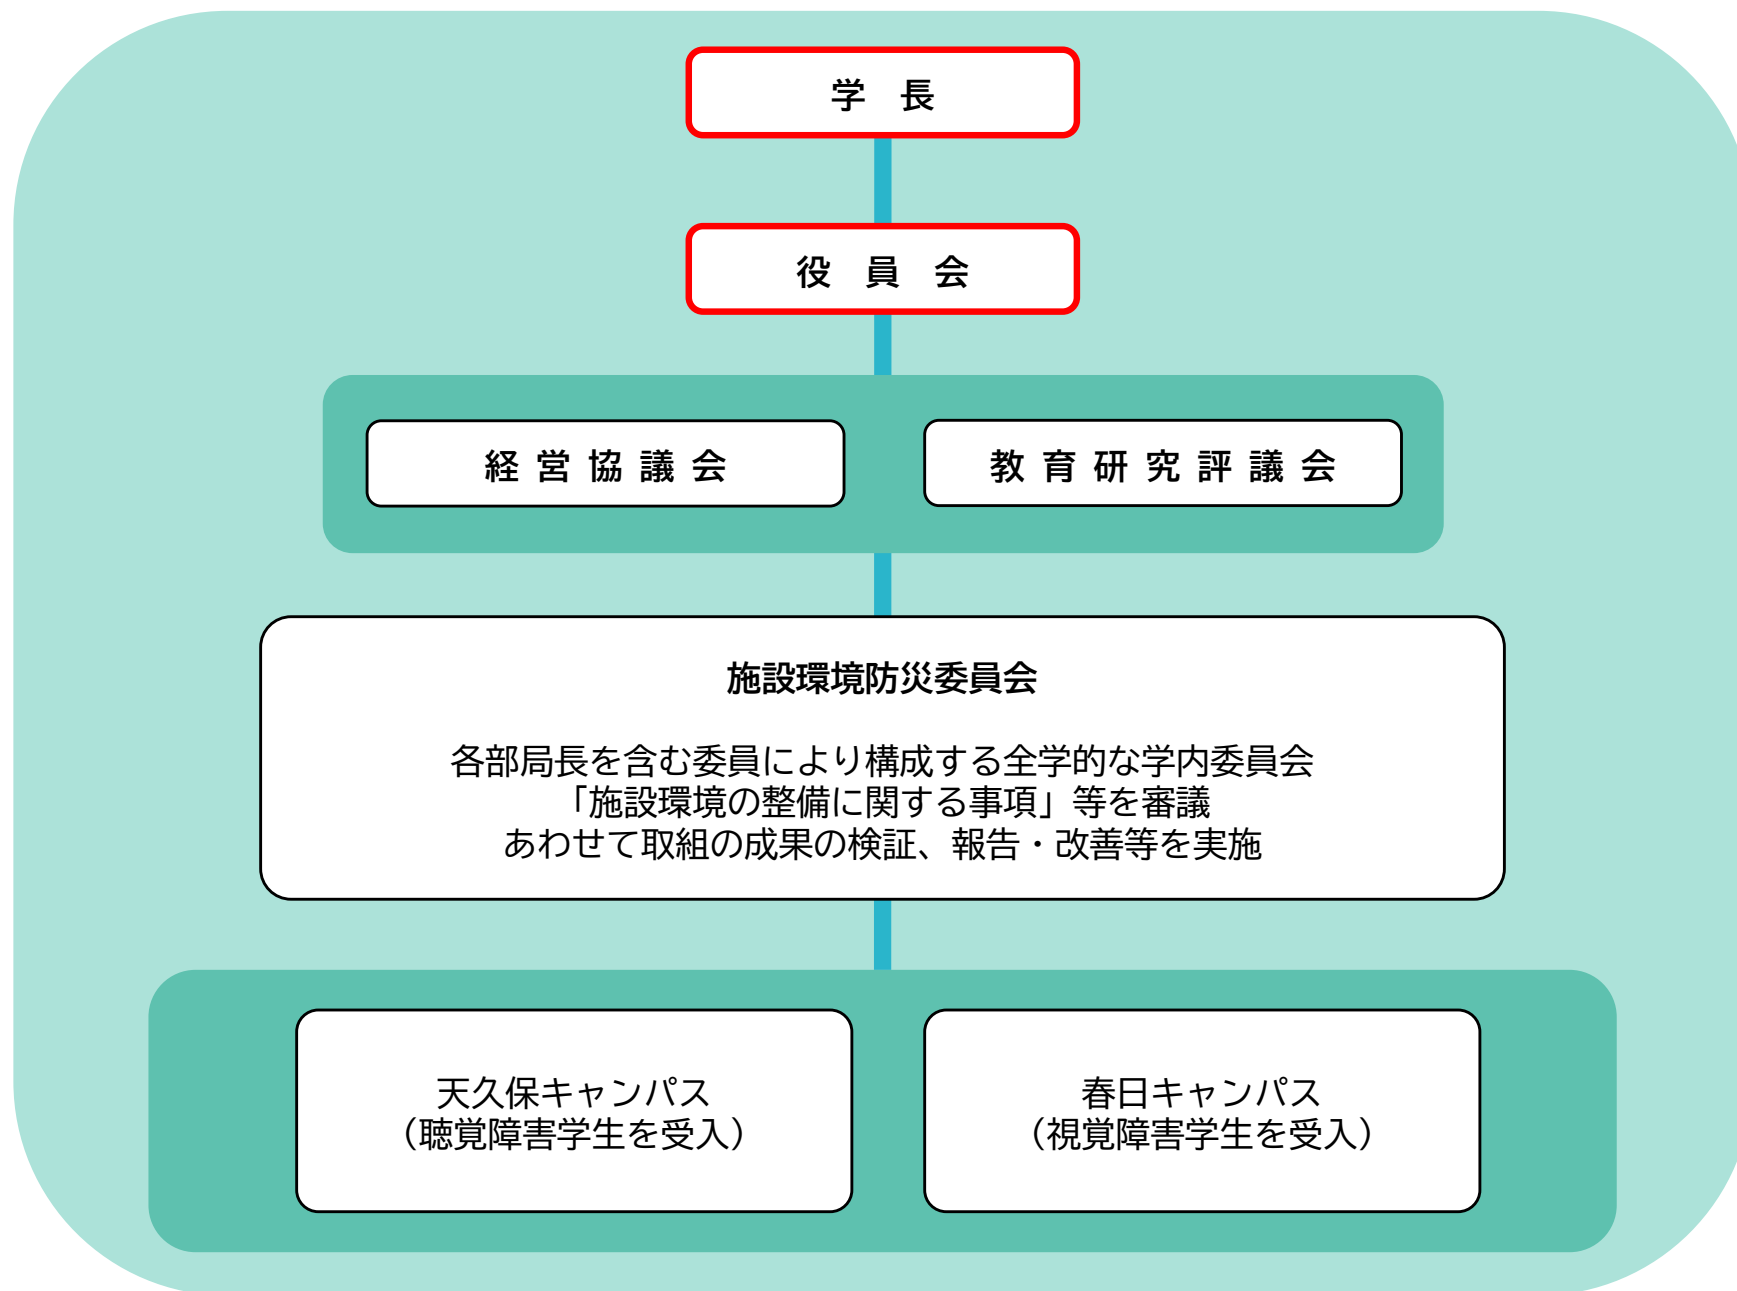 学　長
役　員　会
経 営 協 議 会
教 育 研 究 評 議 会
施設環境防災委員会
各部局長を含む委員により構成する全学的な学内委員会
「施設環境の整備に関する事項」等を審議
あわせて取組の成果の検証、報告・改善等を実施
天久保キャンパス
（聴覚障害学生を受入）
春日キャンパス
（視覚障害学生を受入）